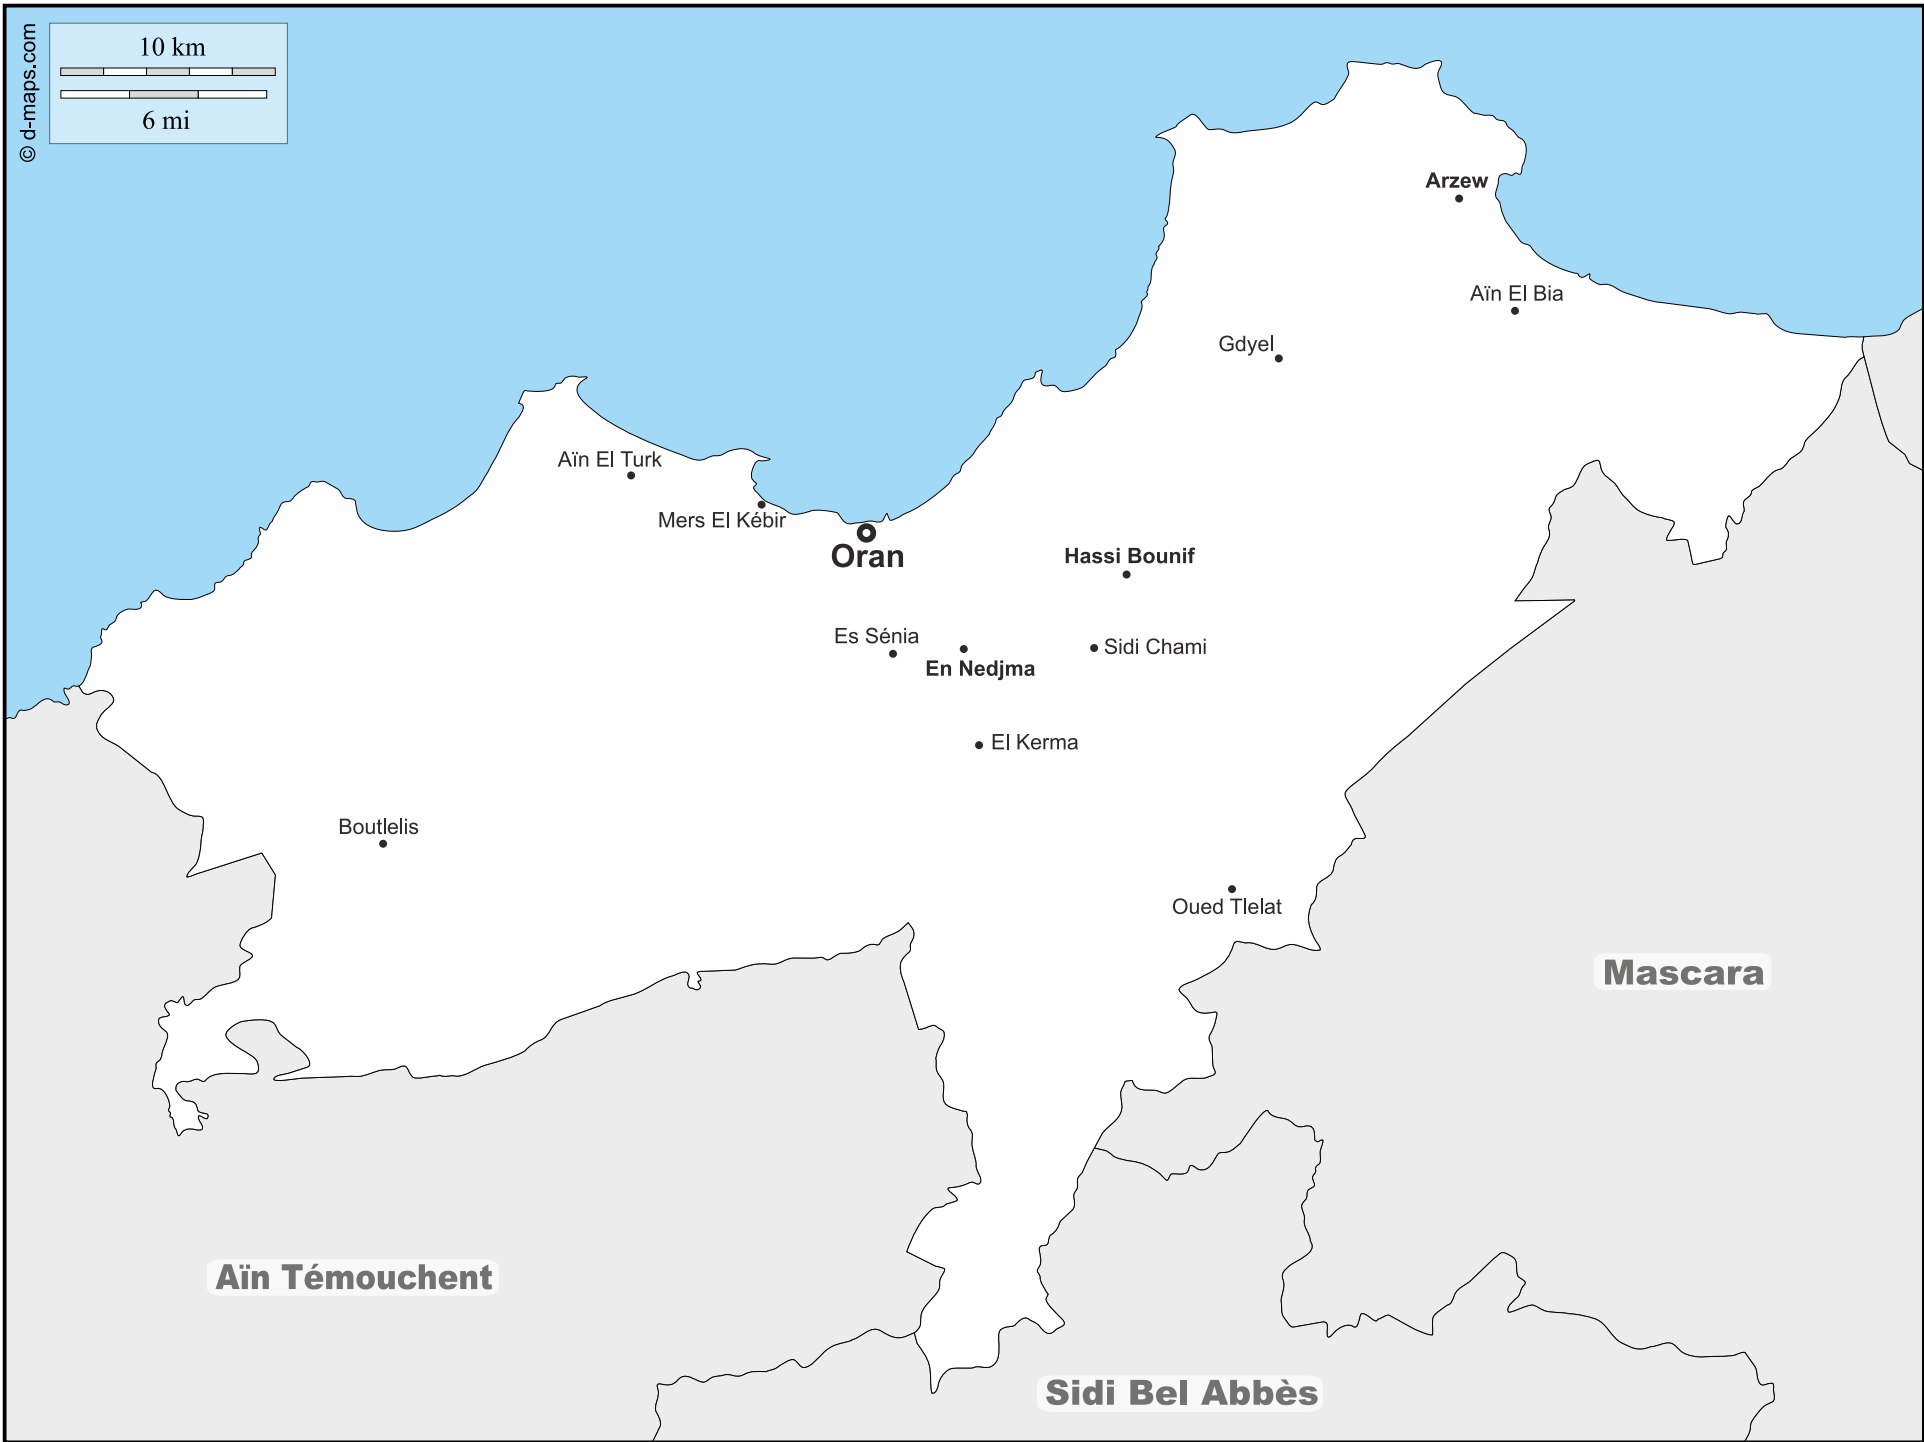 © d-maps.com
10 km
6 mi
Arzew
Aïn El Bia
Gdyel
Aïn El Turk
Mers El Kébir
Oran
Hassi Bounif
Es Sénia
En Nedjma
Sidi Chami
El Kerma
Boutlelis
Oued Tlelat
Mascara
Aïn Témouchent
Sidi Bel Abbès